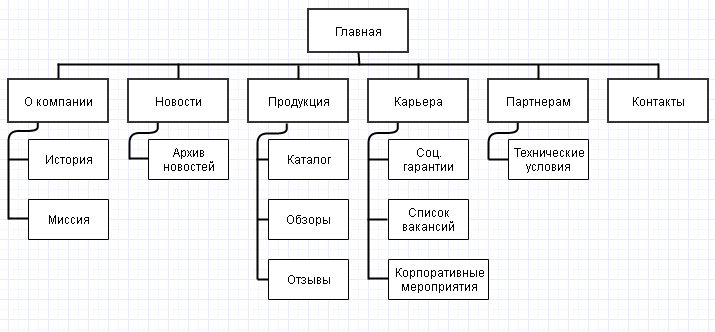 Главная
О компании
Новости
Продукция
Карьера
Партнерам
Контакты
История
Архив
новостей
Каталог
Соц.
гарантии
Технические
условия
Миссия
Обзоры
Список
вакансий
Отзывы
Корпоративные
мероприятия